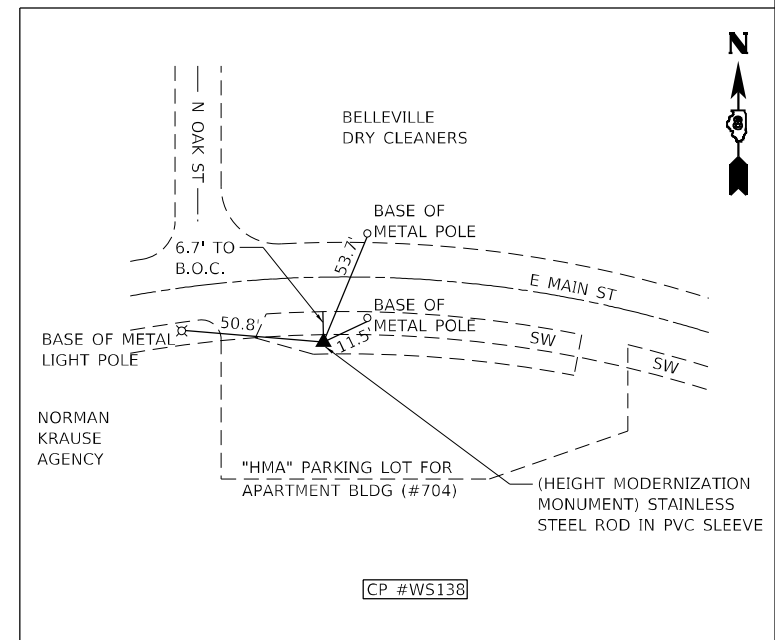 N
8
N OAK ST
BELLEVILLE
DRY CLEANERS
BASE OF
METAL POLE
6.7' TO
B.O.C.
53.7'
E MAIN ST
BASE OF
METAL POLE
50.8'
11.5'
SW
SW
BASE OF METAL
LIGHT POLE
NORMAN
KRAUSE
AGENCY
"HMA" PARKING LOT FOR
APARTMENT BLDG (#704)
(HEIGHT MODERNIZATION
MONUMENT) STAINLESS
STEEL ROD IN PVC SLEEVE
CP #WS138